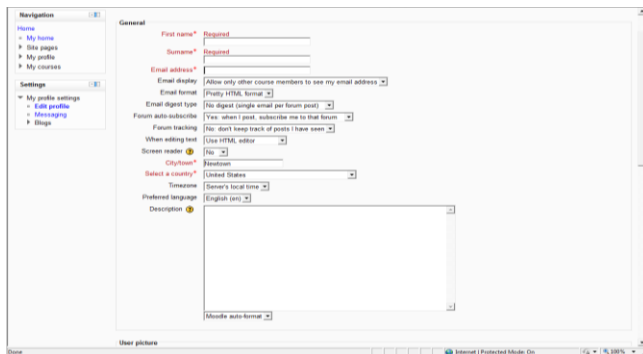 Navigation
Home
My home
Site pages
My profile
My courses
Settings
My profile settings
Edit profile
Messaging
Blogs
General
First name* Required
Surname* Required
Email address*
Email display Allow only other course members to see my email address
Email format Pretty HTML format
Email digest type No digest (single email per forum post)
Forum auto-subscribe Yes: when I post, subscribe me to that forum
Forum tracking No: don't keep track of posts I have seen
When editing text Use HTML editor
Screen reader No
City/town* Newtown
Select a country* United States
Timezone Server's local time
Preferred language English (en)
Description
Moodle auto-format
User picture
Done Internet | Protected Mode: On 100%